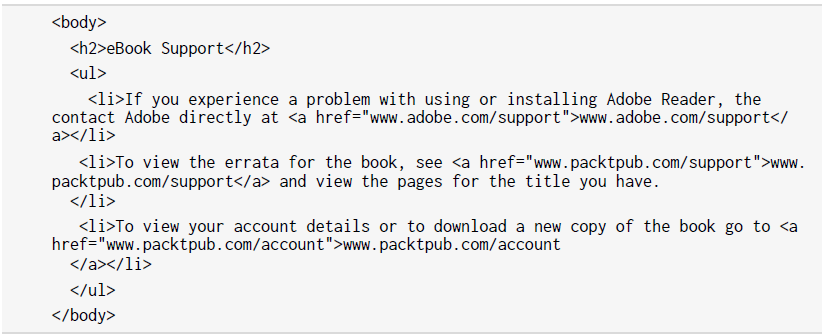 <body>
<h2>eBook Support</h2>
<ul>
<li>If you experience a problem with using or installing Adobe Reader, the
contact Adobe directly at <a href="www.adobe.com/support">www.adobe.com/support</
a></li>
<li>To view the errata for the book, see <a href="www.packtpub.com/support">www.
packtpub.com/support</a> and view the pages for the title you have.
</li>
<li>To view your account details or to download a new copy of the book go to <a
href="www.packtpub.com/account">www.packtpub.com/account
</a></li>
</ul>
</body>